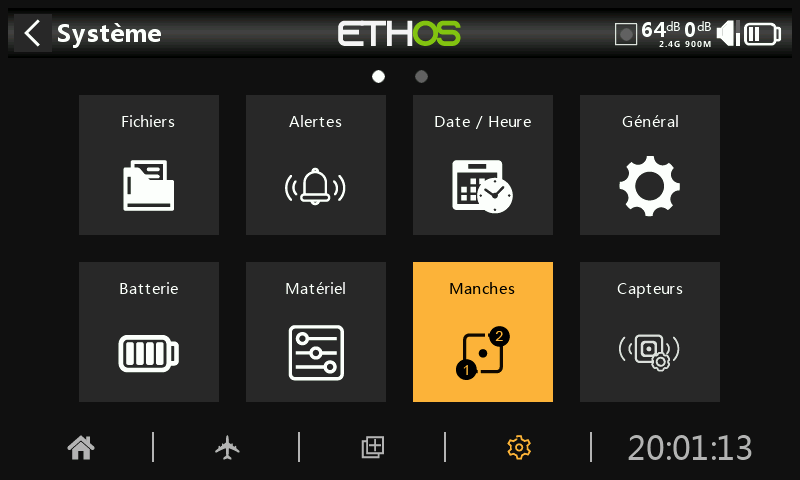 Système
ETHOS
64dB 0dB
2.4G 900M
Fichiers
Alertes
Date / Heure
Général
Batterie
Matériel
Manches
1
2
Capteurs
20:01:13